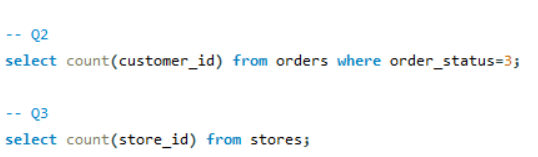 -- Q2
select count(customer_id) from orders where order_status=3;
-- Q3
select count(store_id) from stores;